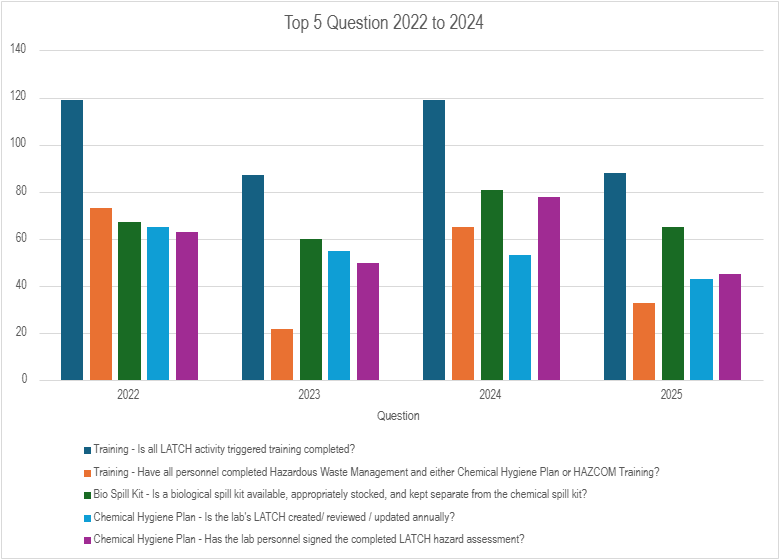 Top 5 Question 2022 to 2024
140
120
100
80
60
40
20
0
2022 2023 2024 2025
Question
Training - Is all LATCH activity triggered training completed?
Training - Have all personnel completed Hazardous Waste Management and either Chemical Hygiene Plan or HAZCOM Training?
Bio Spill Kit - Is a biological spill kit available, appropriately stocked, and kept separate from the chemical spill kit?
Chemical Hygiene Plan - Is the lab's LATCH created/ reviewed / updated annually?
Chemical Hygiene Plan - Has the lab personnel signed the completed LATCH hazard assessment?